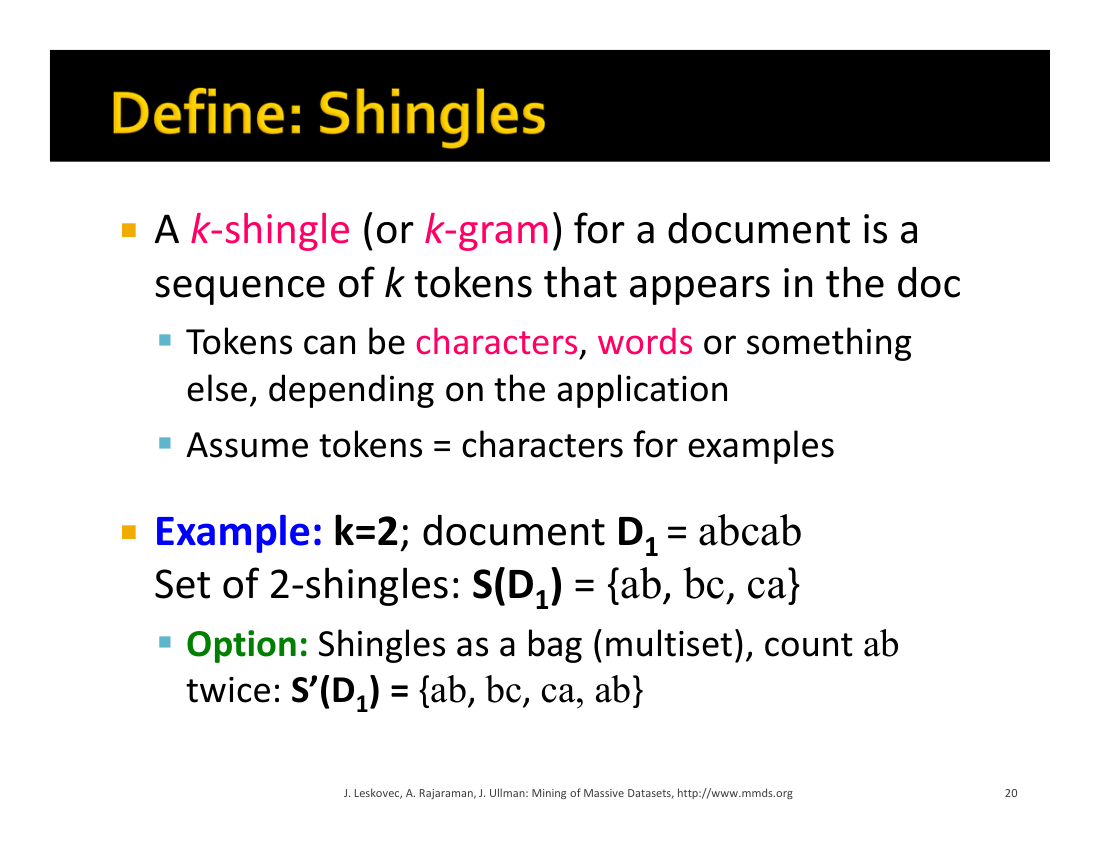 Define: Shingles
A k-shingle (or k-gram) for a document is a
sequence of k tokens that appears in the doc
Tokens can be characters, words or something
else, depending on the application
Assume tokens = characters for examples
Example: k=2; document D1 = abcab
Set of 2-shingles: S(D1) = {ab, bc, ca}
Option: Shingles as a bag (multiset), count ab
twice: S’(D1) = {ab, bc, ca, ab}
J. Leskovec, A. Rajaraman, J. Ullman: Mining of Massive Datasets, http://www.mmds.org
20